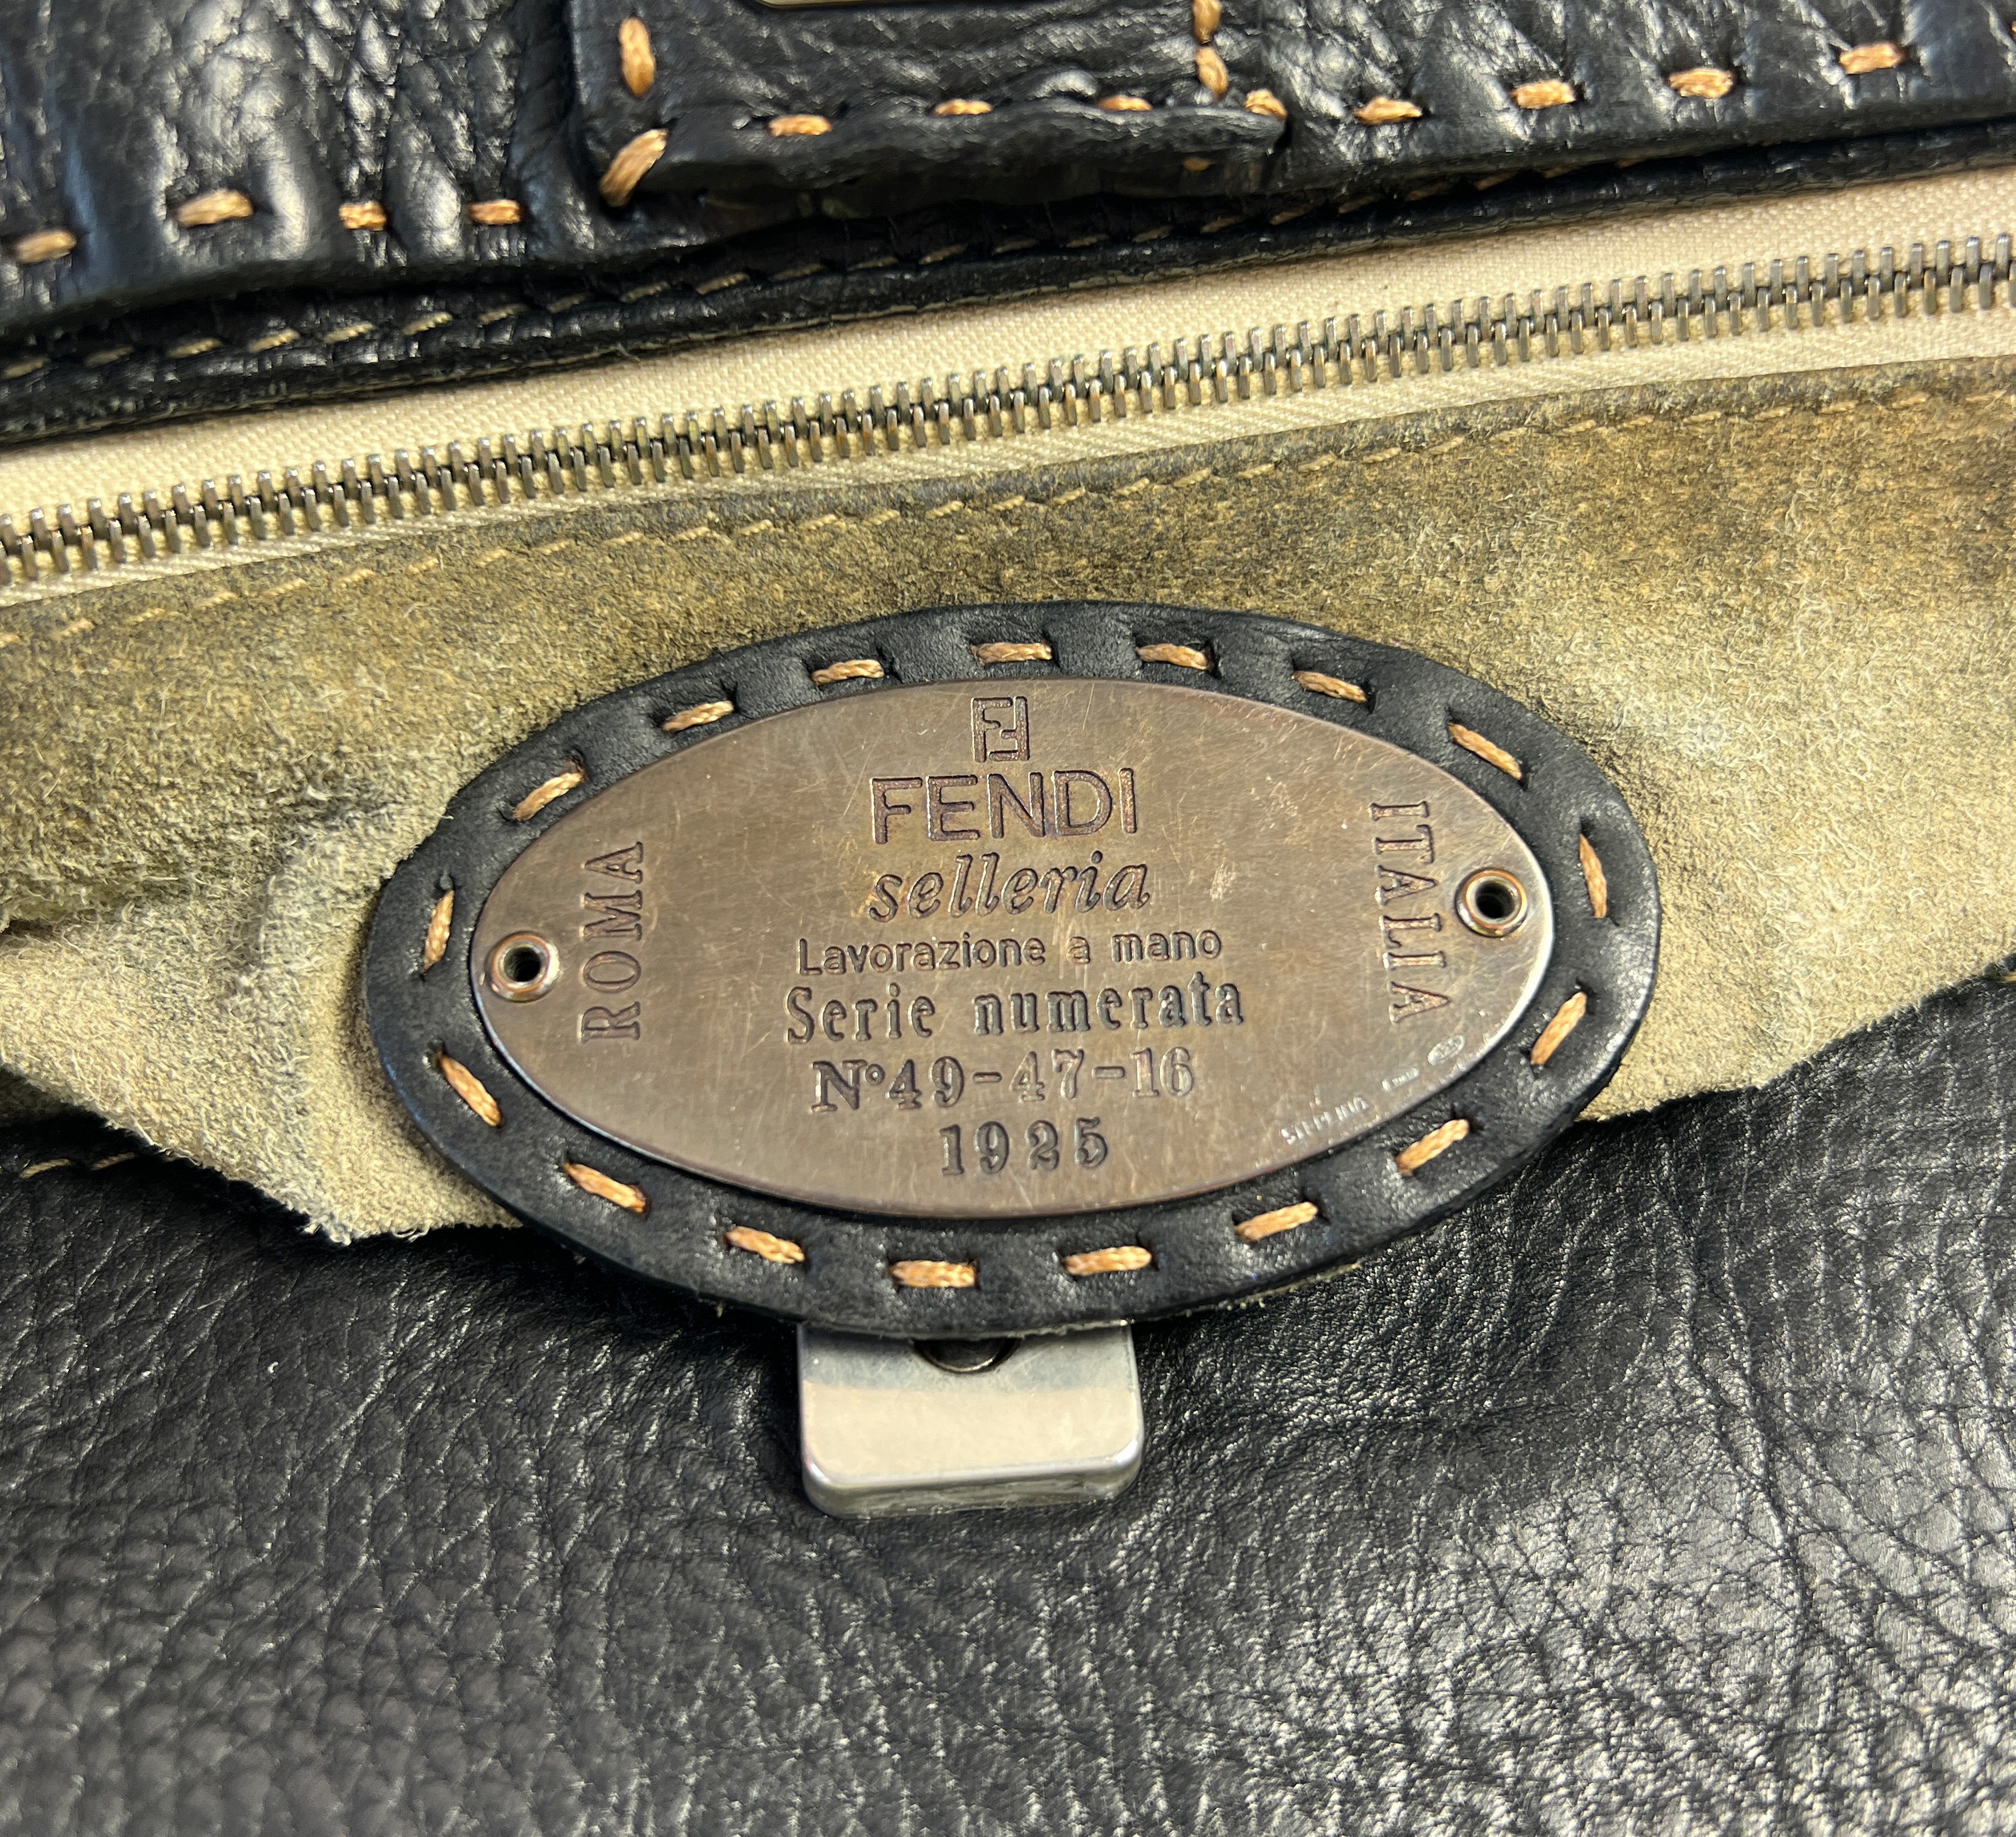 FENDI
selleria
Lavorazione a mano
Serie numerata
N° 49-47-16
1925
ROMA
ITALIA